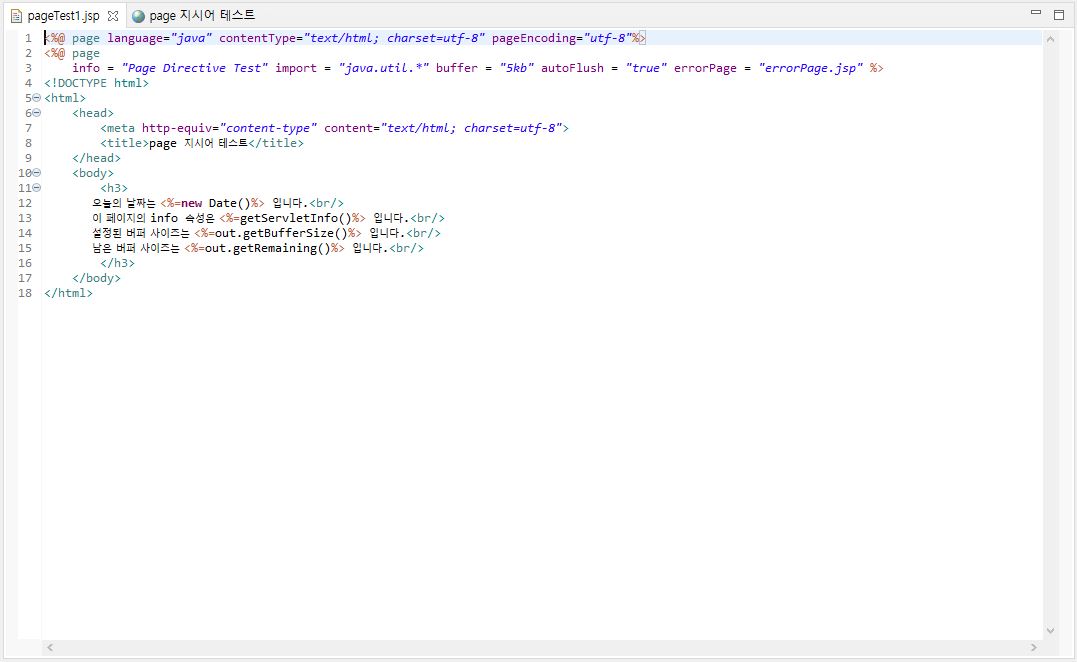 pageTest1.jsp page 지시어 테스트
1 <%@ page language="java" contentType="text/html; charset=utf-8" pageEncoding="utf-8"%>
2 <%@ page
3 info = "Page Directive Test" import = "java.util.*" buffer = "5kb" autoFlush = "true" errorPage = "errorPage.jsp" %>
4 <!DOCTYPE html>
5 <html>
6 <head>
7 <meta http-equiv="content-type" content="text/html; charset=utf-8">
8 <title>page 지시어 테스트</title>
9 </head>
10 <body>
11 <h3>
12 오늘의 날짜는 <%=new Date()%> 입니다.<br/>
13 이 페이지의 info 속성은 <%=getServletInfo()%> 입니다.<br/>
14 설정된 버퍼 사이즈는 <%=out.getBufferSize()%> 입니다.<br/>
15 남은 버퍼 사이즈는 <%=out.getRemaining()%> 입니다.<br/>
16 </h3>
17 </body>
18 </html>